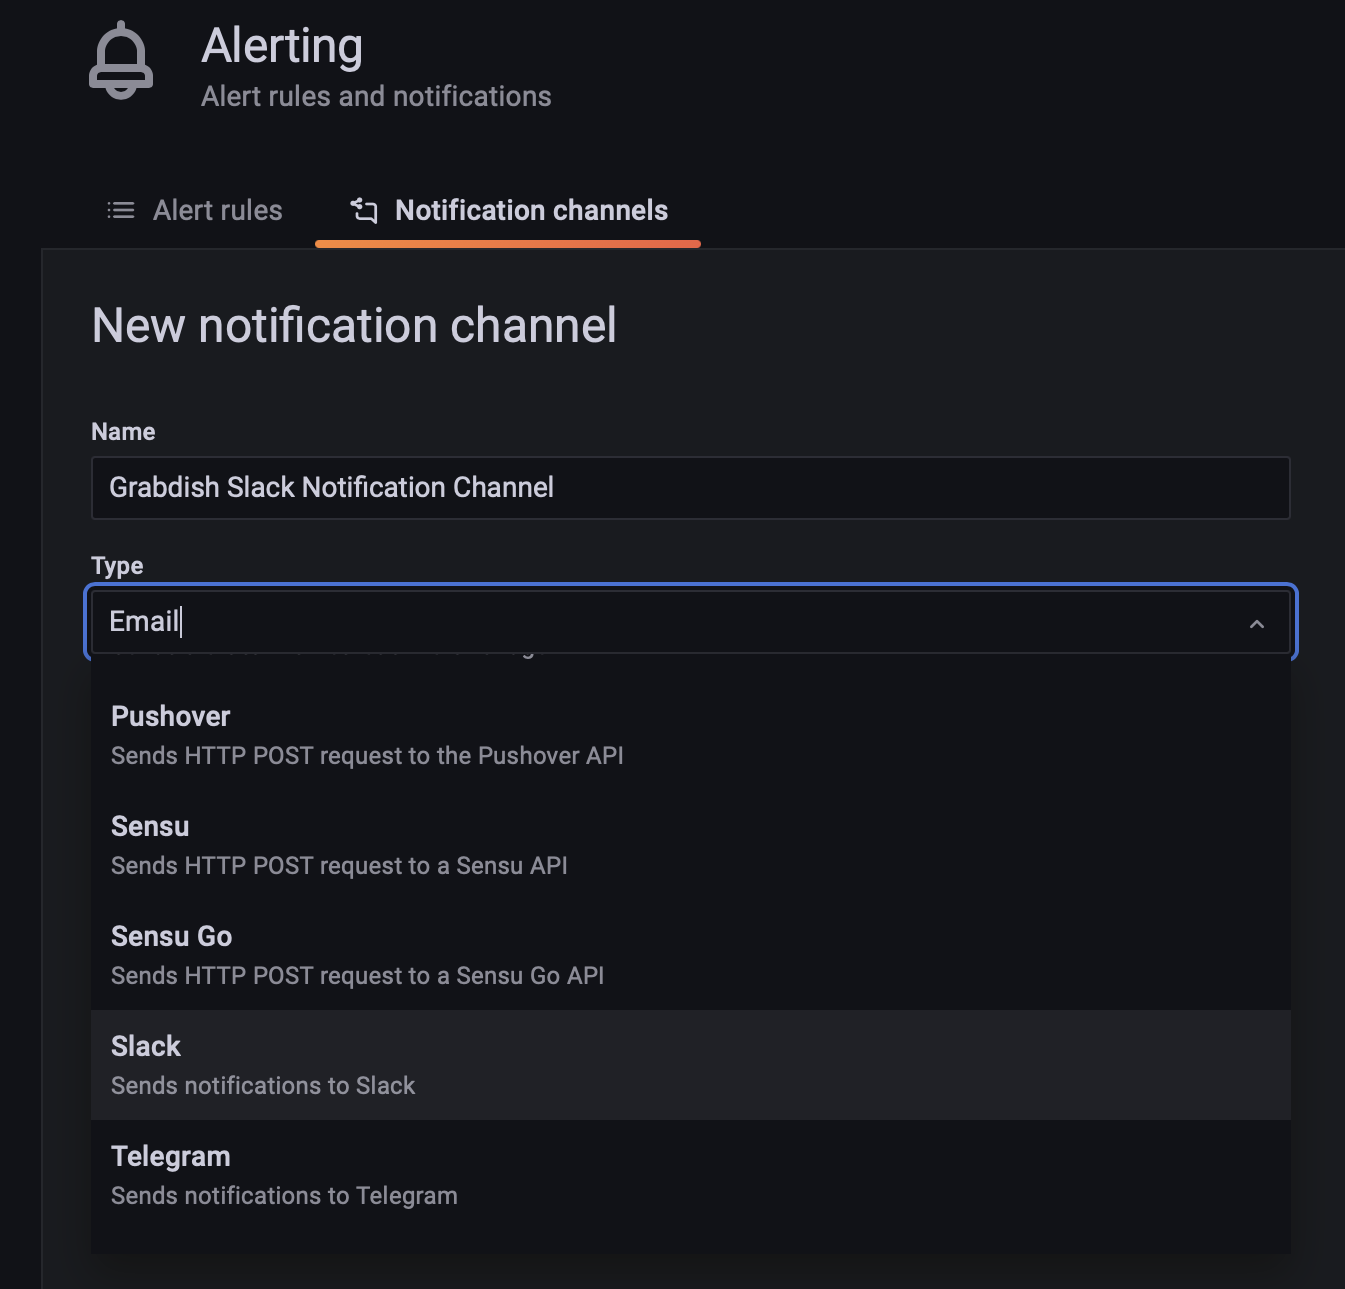 Alerting
Alert rules and notifications
Alert rules
Notification channels
New notification channel
Name
Grabdish Slack Notification Channel
Type
Email
Pushover
Sends HTTP POST request to the Pushover API
Sensu
Sends HTTP POST request to a Sensu API
Sensu Go
Sends HTTP POST request to a Sensu Go API
Slack
Sends notifications to Slack
Telegram
Sends notifications to Telegram